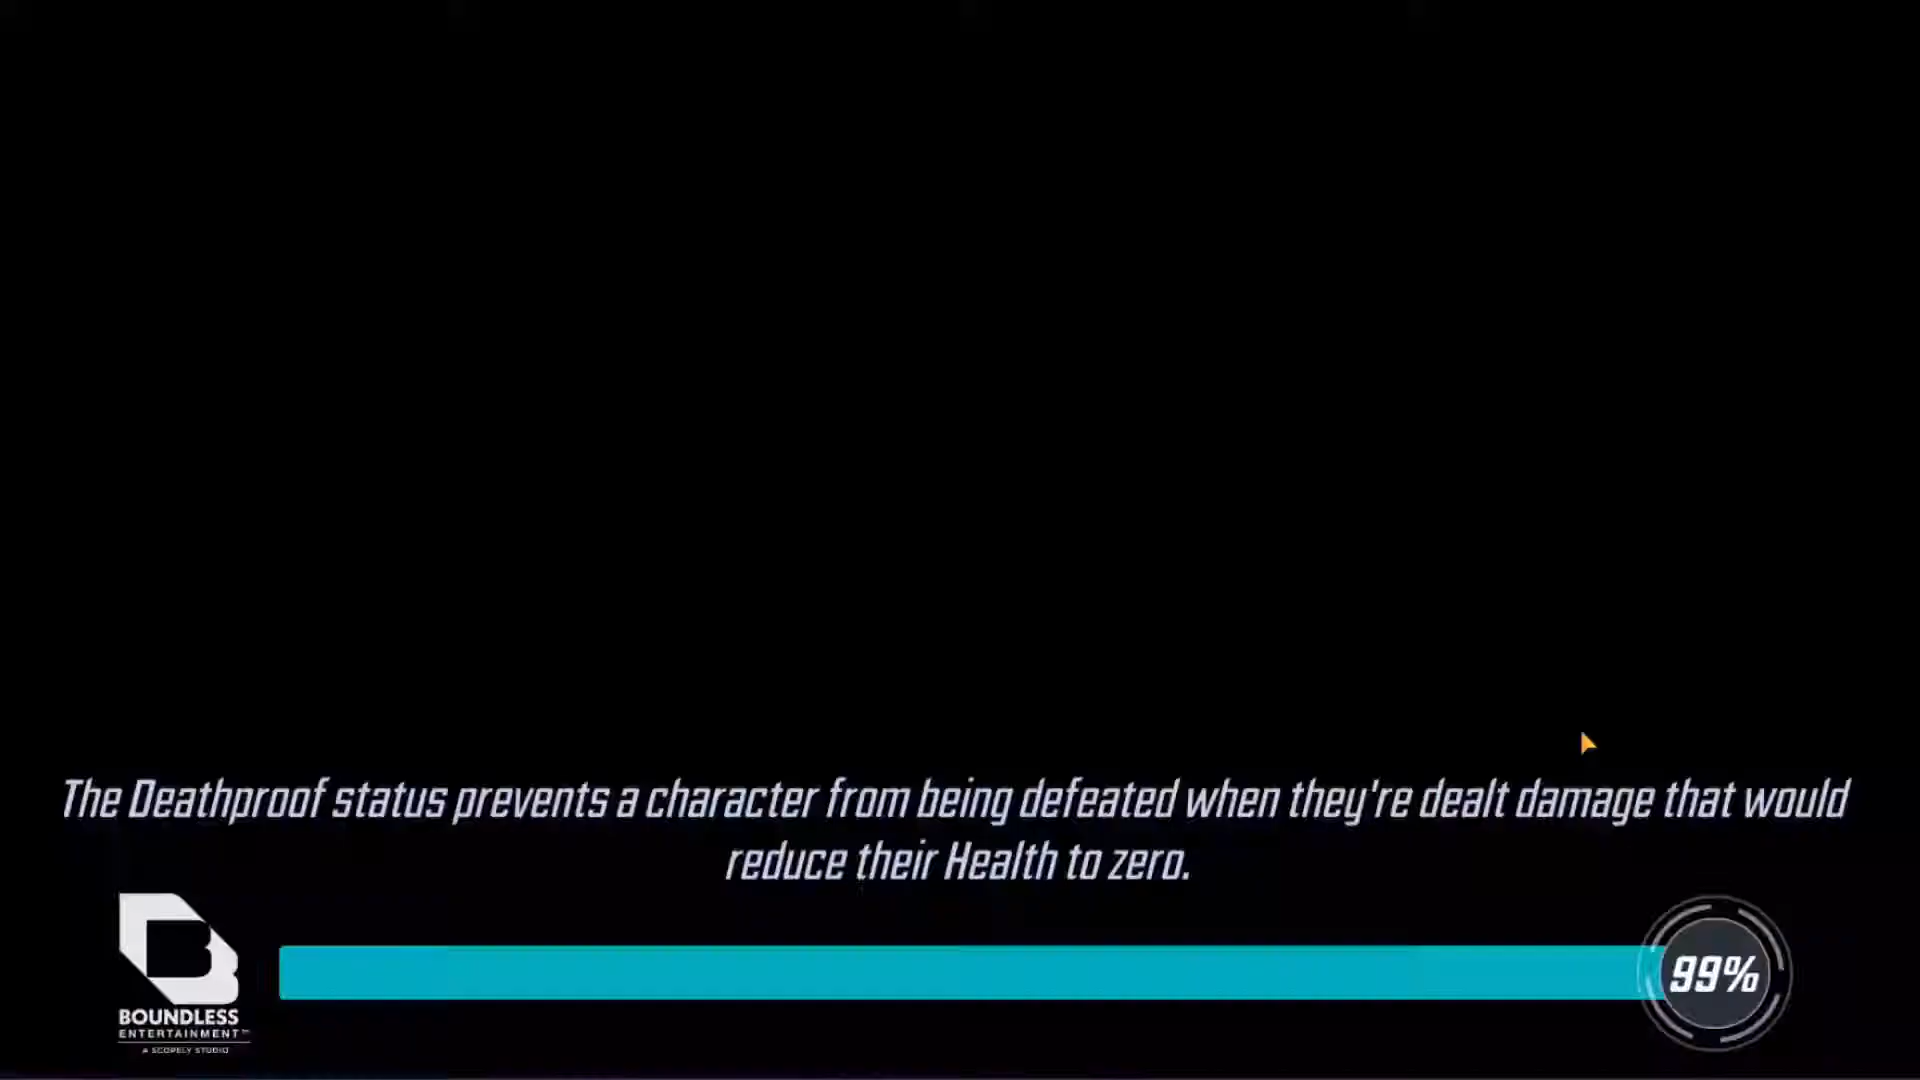 The Deathproof status prevents a character from being defeated when they're dealt damage that would
reduce their Health to zero.
99%
BOUNDLESS
ENTERTAINMENT™
A SCOPELY STUDIO